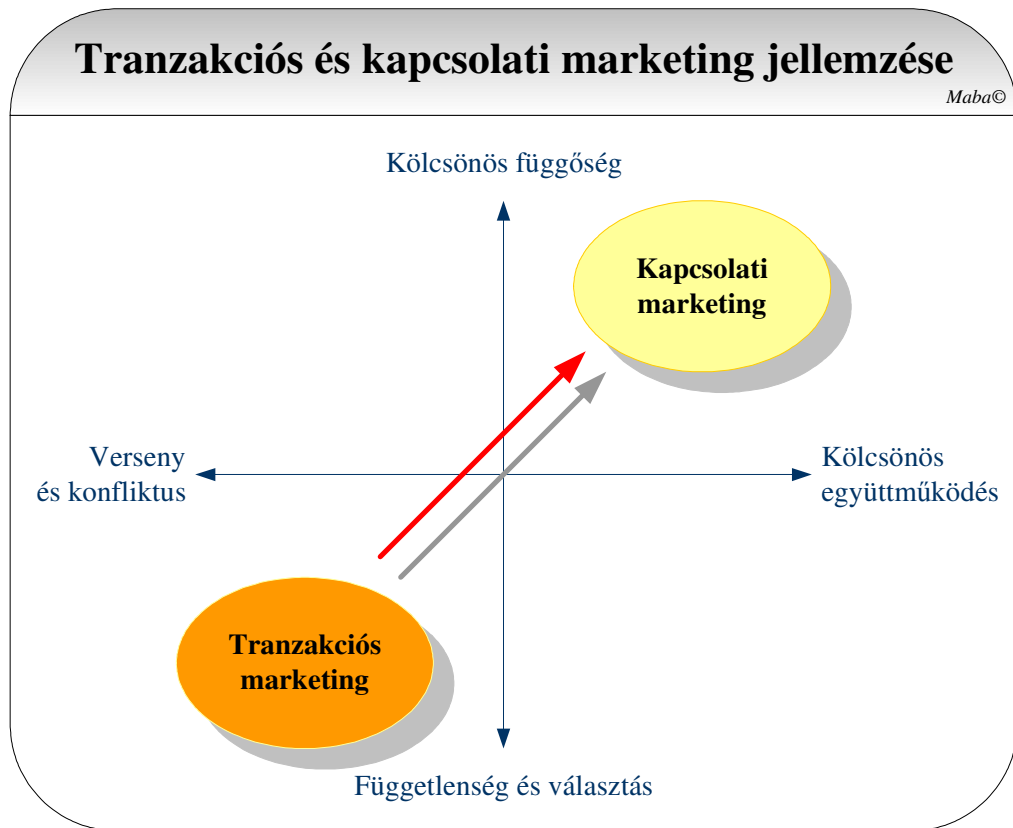 Tranzakciós és kapcsolati marketing jellemzése
Maba©
Kölcsönös függőség
Kapcsolati
marketing
Verseny
és konfliktus
Kölcsönös
együttműködés
Tranzakciós
marketing
Függetlenség és választás